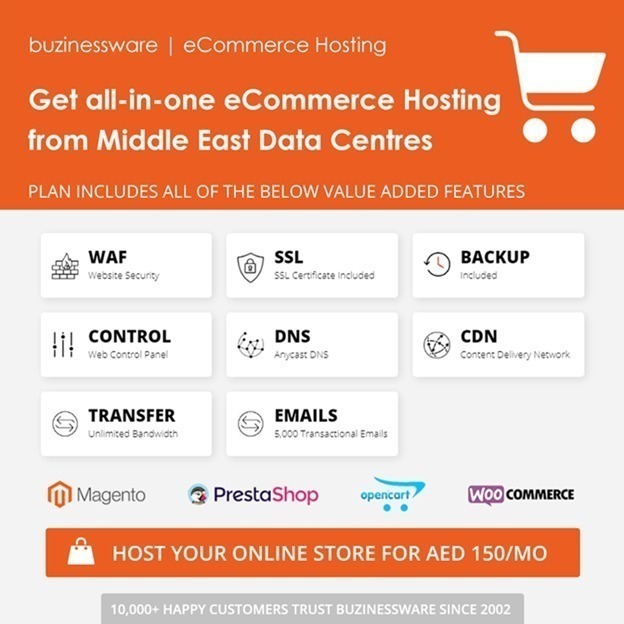 buzinessware | eCommerce Hosting
Get all-in-one eCommerce Hosting
from Middle East Data Centres
PLAN INCLUDES ALL OF THE BELOW VALUE ADDED FEATURES
WAF
Website Security
SSL
SSL Certificate Included
BACKUP
Included
CONTROL
Web Control Panel
DNS
Anycast DNS
CDN
Content Delivery Network
TRANSFER
Unlimited Bandwidth
EMAILS
5,000 Transactional Emails
Magento
PrestaShop
opencart
WOO COMMERCE
HOST YOUR ONLINE STORE FOR AED 150/MO
10,000+ HAPPY CUSTOMERS TRUST BUZINESSWARE SINCE 2002